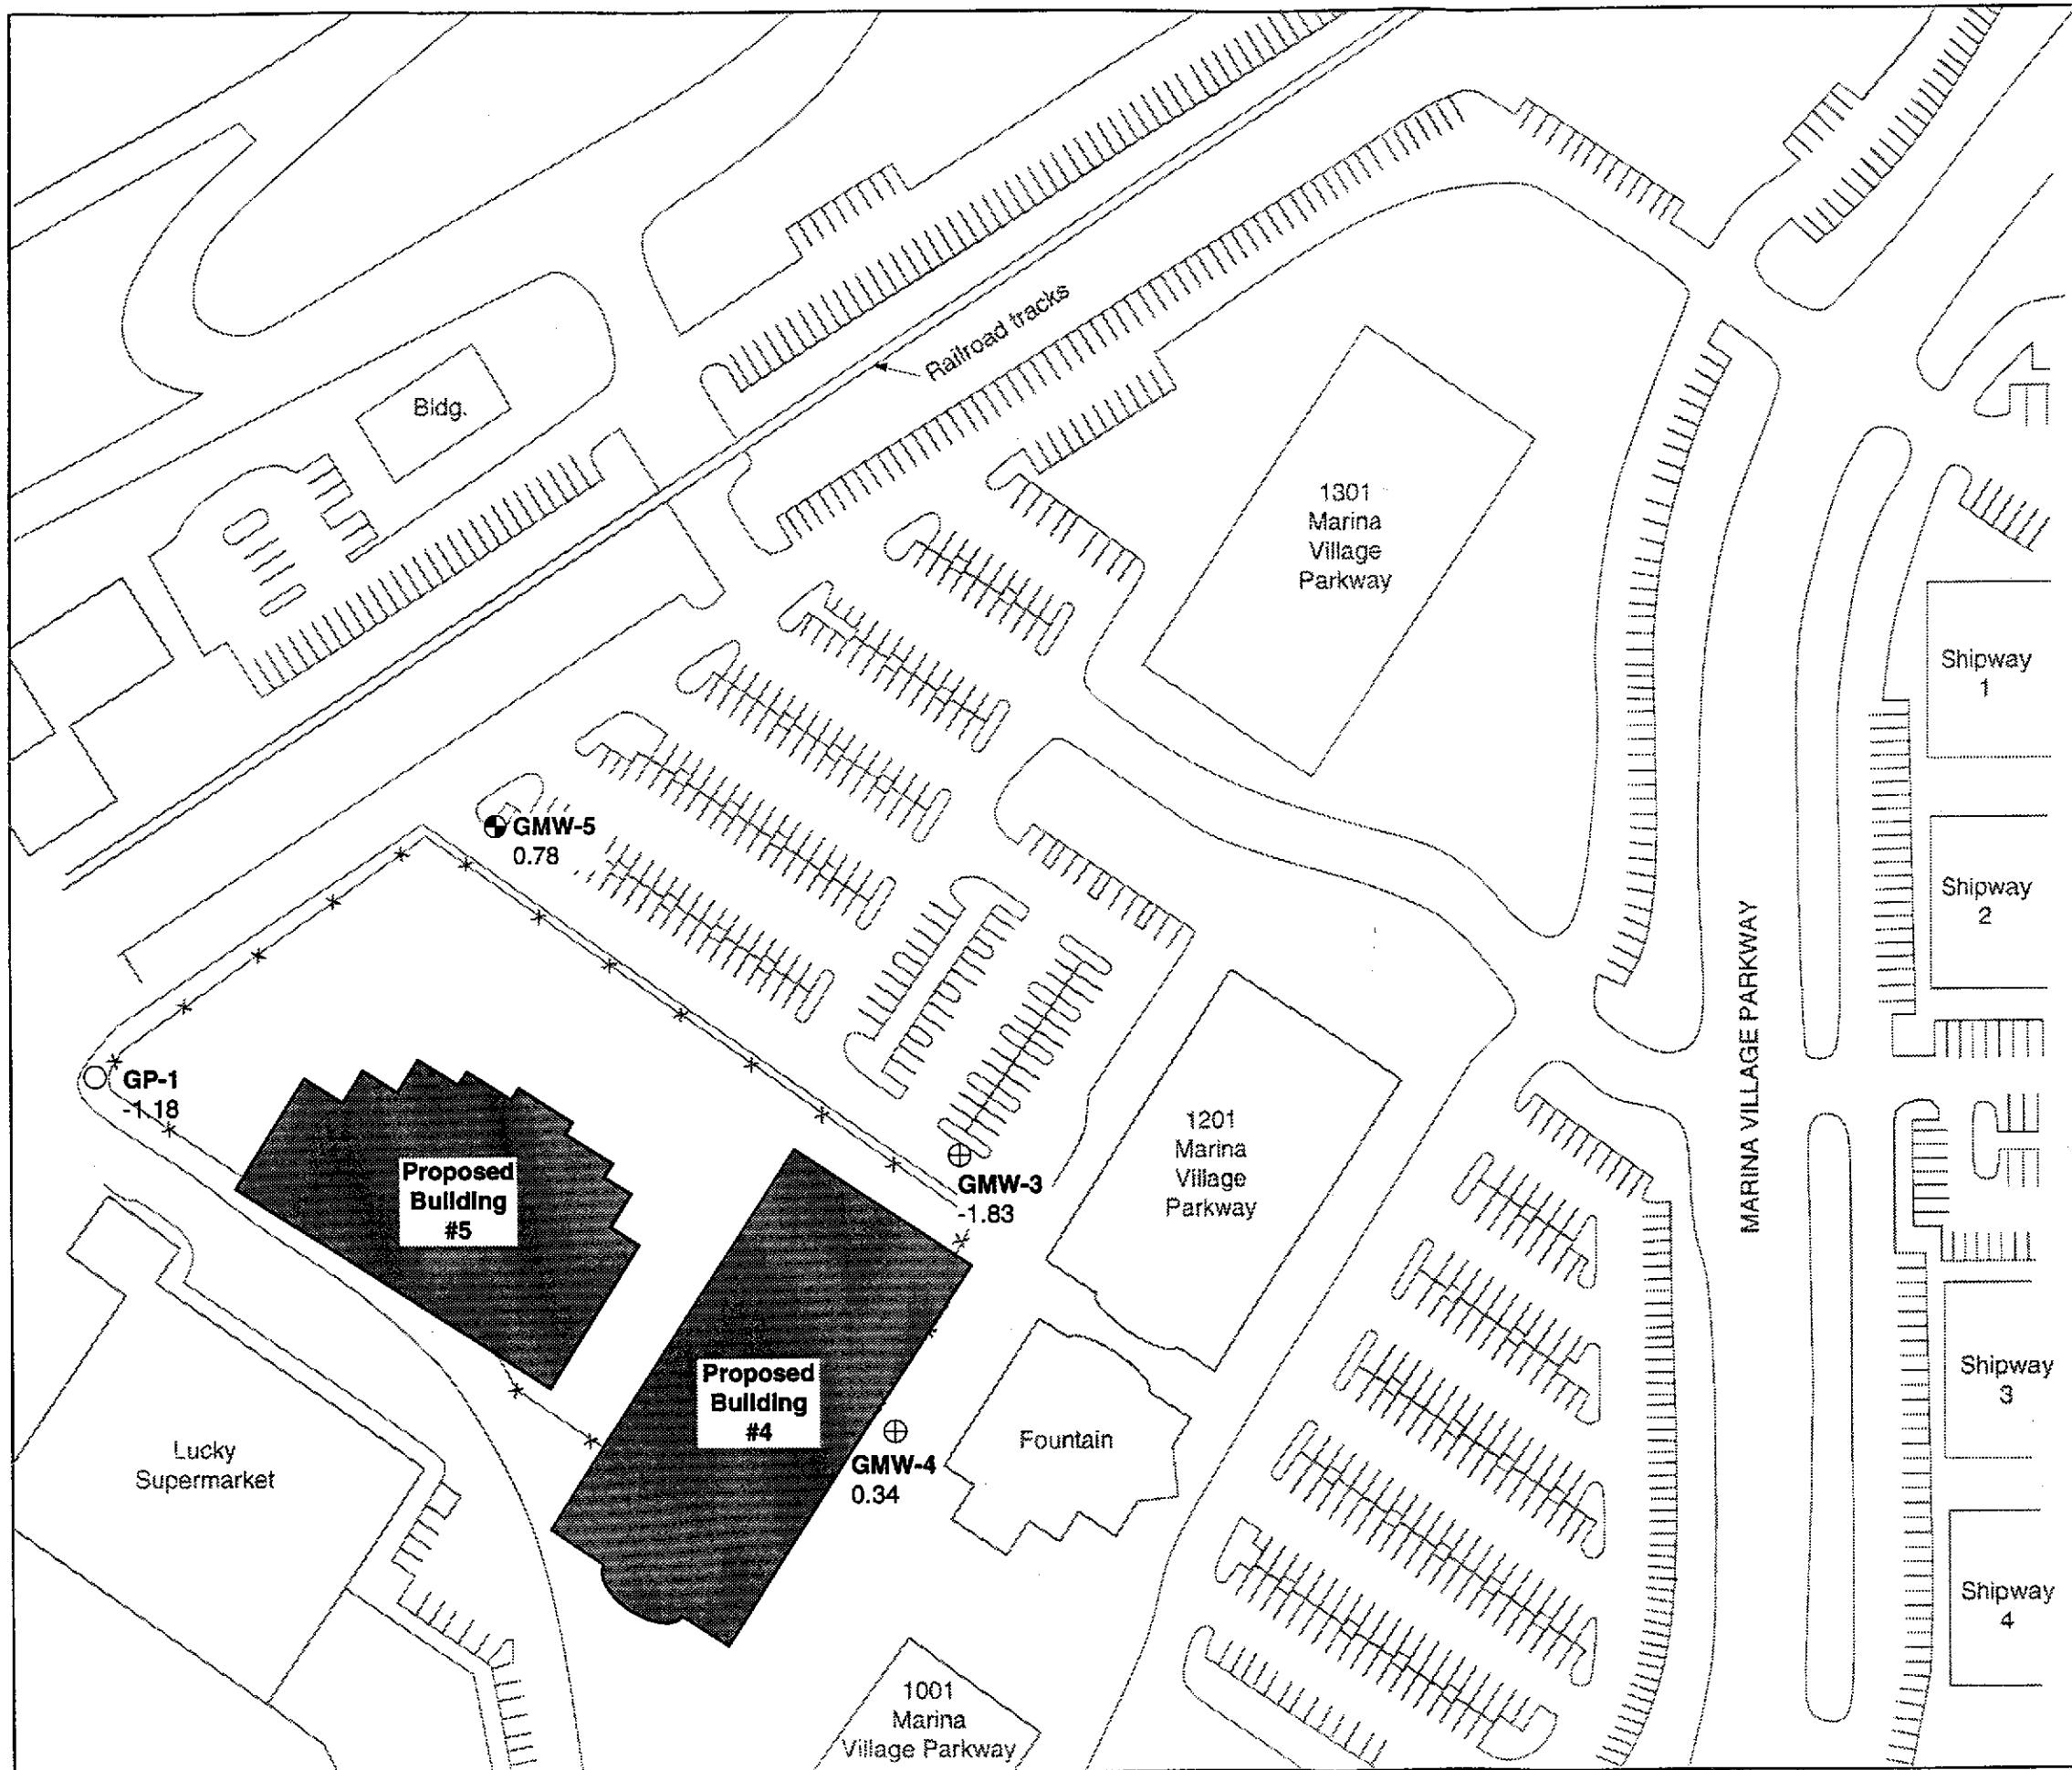 Railroad tracks
Bldg.
1301
Marina
Village
Parkway
Shipway
1
GMW-5
0.78
Shipway
2
MARINA VILLAGE PARKWAY
GP-1
-1.18
1201
Marina
Village
Parkway
Proposed
Building
#5
GMW-3
-1.83
Shipway
3
Proposed
Building
#4
Fountain
Lucky
Supermarket
GMW-4
0.34
Shipway
4
1001
Marina
Village Parkway